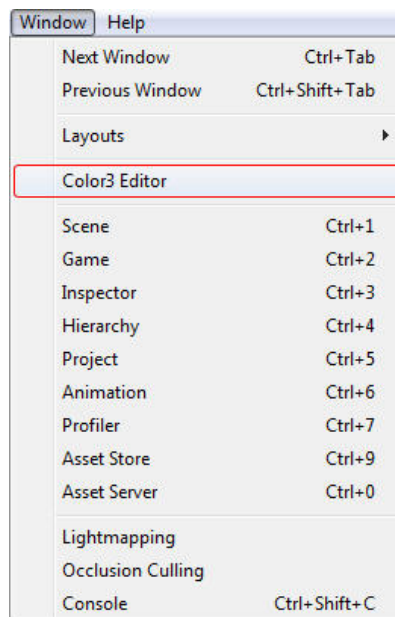 Window Help
Next Window Ctrl+Tab
Previous Window Ctrl+Shift+Tab
Layouts
Color3 Editor
Scene Ctrl+1
Game Ctrl+2
Inspector Ctrl+3
Hierarchy Ctrl+4
Project Ctrl+5
Animation Ctrl+6
Profiler Ctrl+7
Asset Store Ctrl+9
Asset Server Ctrl+0
Lightmapping
Occlusion Culling
Console Ctrl+Shift+C